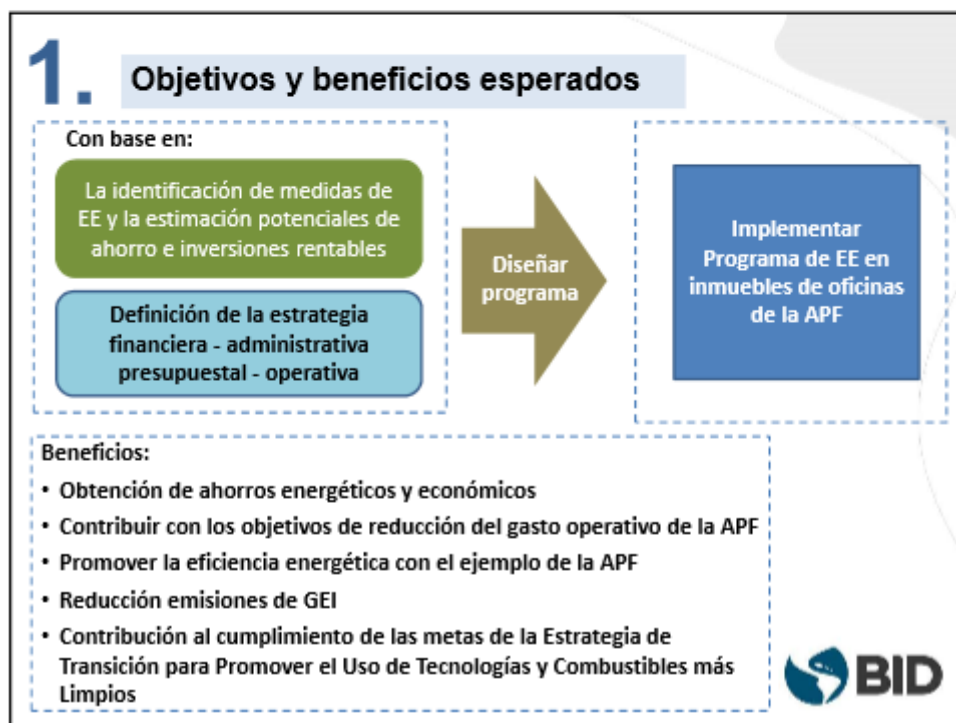 1. Objetivos y beneficios esperados
Con base en:
La identificación de medidas de
EE y la estimación potenciales de
ahorro e inversiones rentables
Definición de la estrategia
financiera - administrativa
presupuestal - operativa
Diseñar
programa
Implementar
Programa de EE en
inmuebles de oficinas
de la APF
Beneficios:
• Obtención de ahorros energéticos y económicos
• Contribuir con los objetivos de reducción del gasto operativo de la APF
• Promover la eficiencia energética con el ejemplo de la APF
• Reducción emisiones de GEI
• Contribución al cumplimiento de las metas de la Estrategia de
Transición para Promover el Uso de Tecnologías y Combustibles más
Limpios
BID